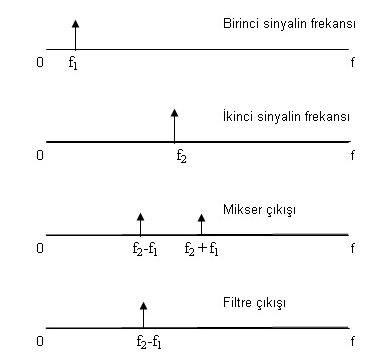 Birinci sinyalin frekansı
0 f₁ f
İkinci sinyalin frekansı
0 f₂ f
Mikser çıkışı
0 f₂-f₁ f₂+f₁ f
Filtre çıkışı
0 f₂-f₁ f